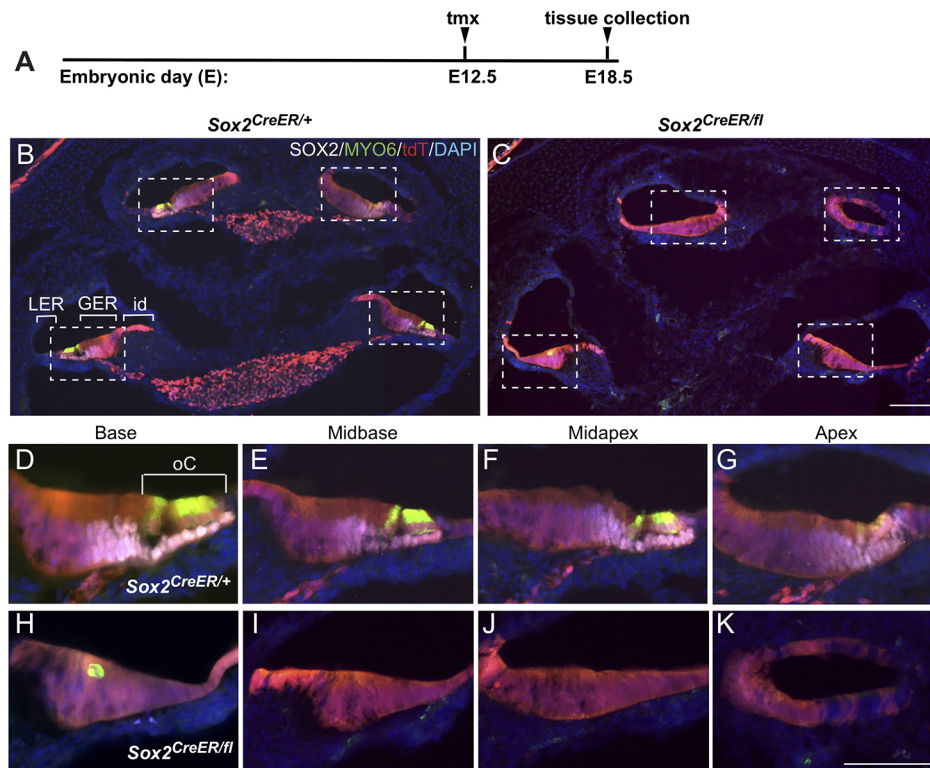 tmx tissue collection
A
Embryonic day (E): E12.5 E18.5
Sox2CreER/+ Sox2CreER/fl
B SOX2/MYO6/tdT/DAPI C
LER GER id
Base Midbase Midapex Apex
D oC E F G
Sox2CreER/+
H I J K
Sox2CreER/fl